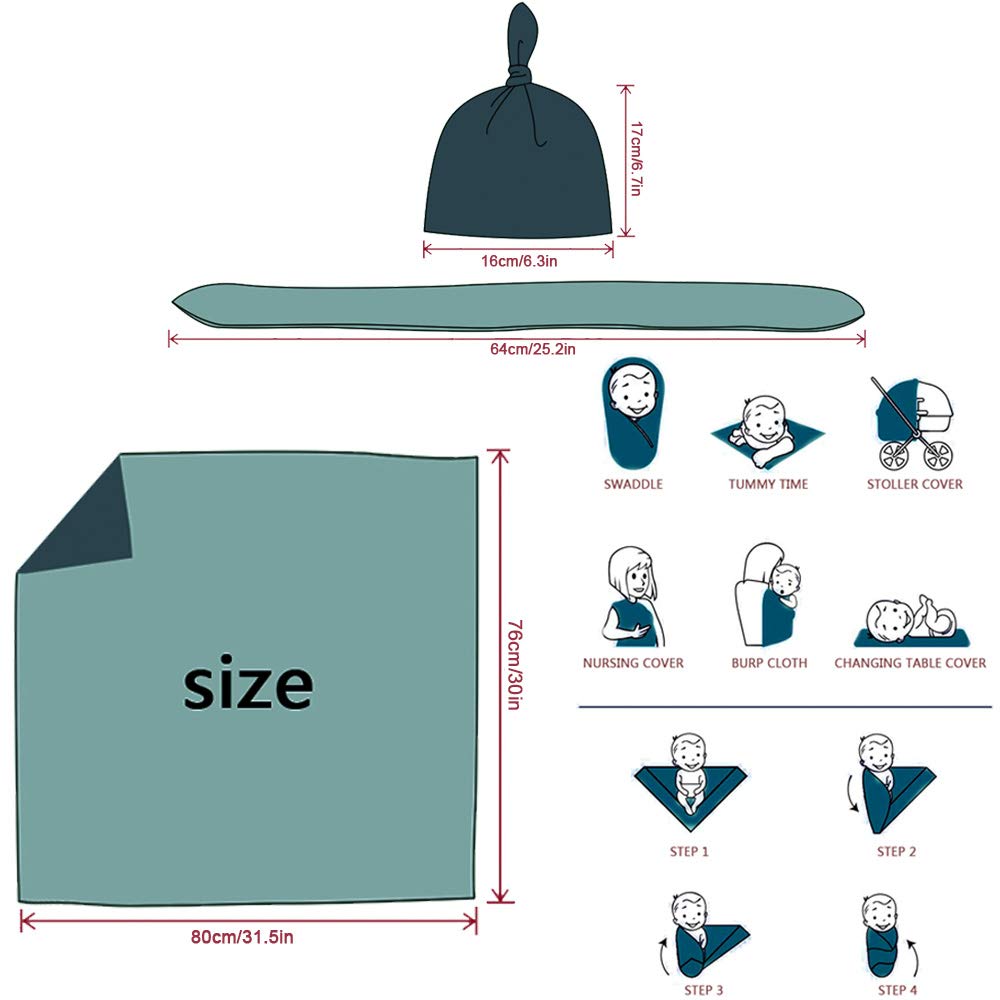 17cm/6.7in
16cm/6.3in
64cm/25.2in
SWADDLE
TUMMY TIME
STOLLER COVER
NURSING COVER
BURP CLOTH
CHANGING TABLE COVER
size
76cm/30in
80cm/31.5in
STEP 1
STEP 2
STEP 3
STEP 4